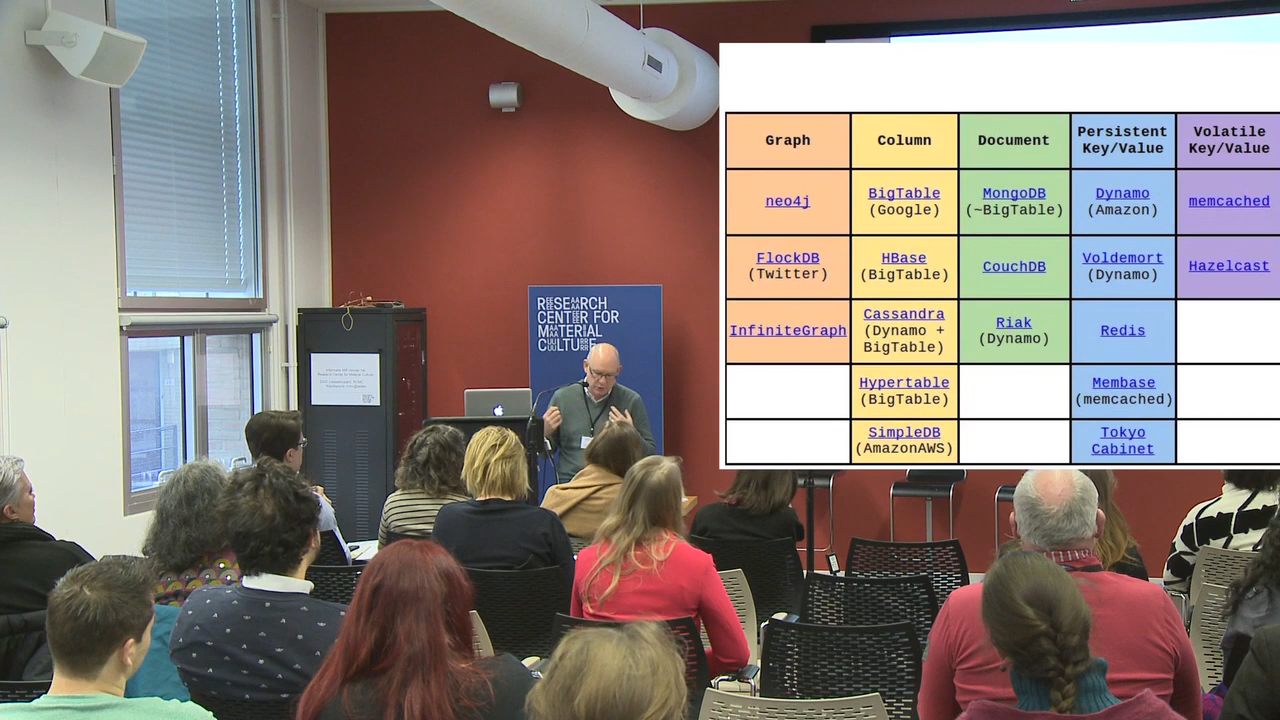 Graph
Column
Document
Persistent
Key/Value
Volatile
Key/Value
neo4j
BigTable
(Google)
MongoDB
(~BigTable)
Dynamo
(Amazon)
memcached
FlockDB
(Twitter)
HBase
(BigTable)
CouchDB
Voldemort
(Dynamo)
Hazelcast
InfiniteGraph
Cassandra
(Dynamo +
BigTable)
Riak
(Dynamo)
Redis
Hypertable
(BigTable)
Membase
(memcached)
SimpleDB
(AmazonAWS)
Tokyo
Cabinet
RESEARCH
CENTER FOR
MATERIAL
CULTURE